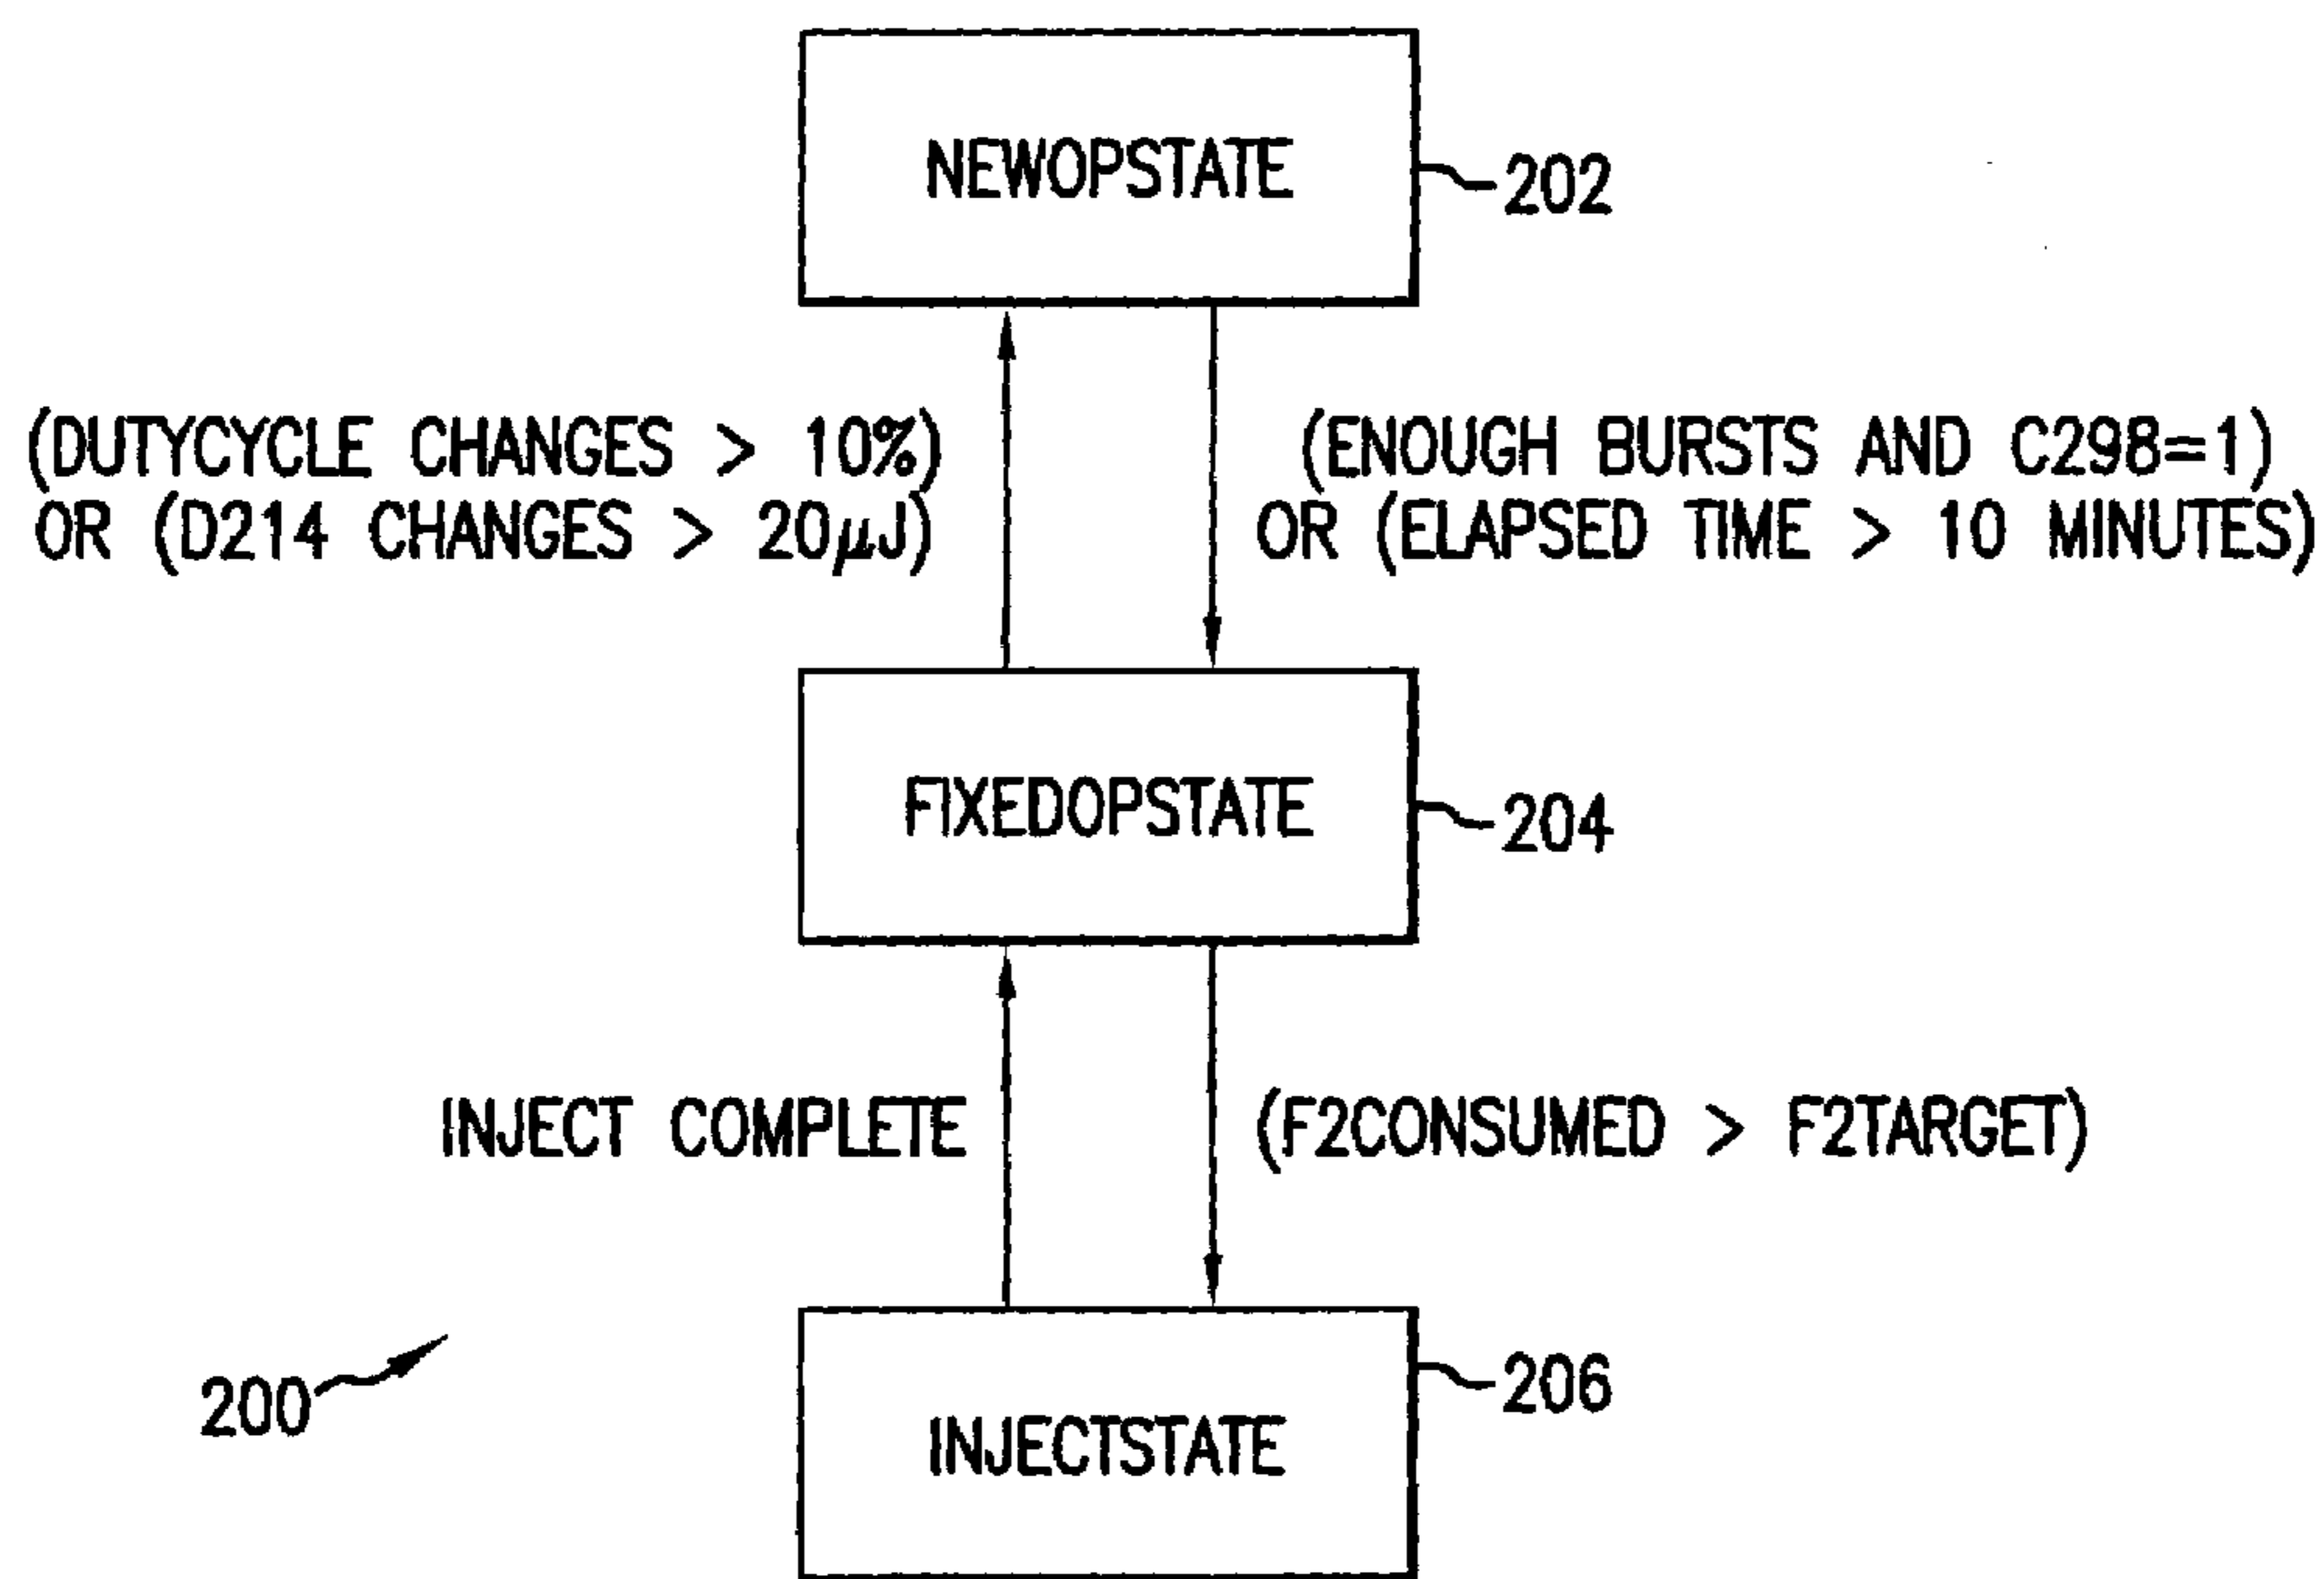 NEWOPSTATE
202
(DUTYCYCLE CHANGES > 10%)
OR (D214 CHANGES > 20μJ)
(ENOUGH BURSTS AND C298=1)
OR (ELAPSED TIME > 10 MINUTES)
FIXEDOPSTATE
204
INJECT COMPLETE
(F2CONSUMED > F2TARGET)
200
206
INJECTSTATE